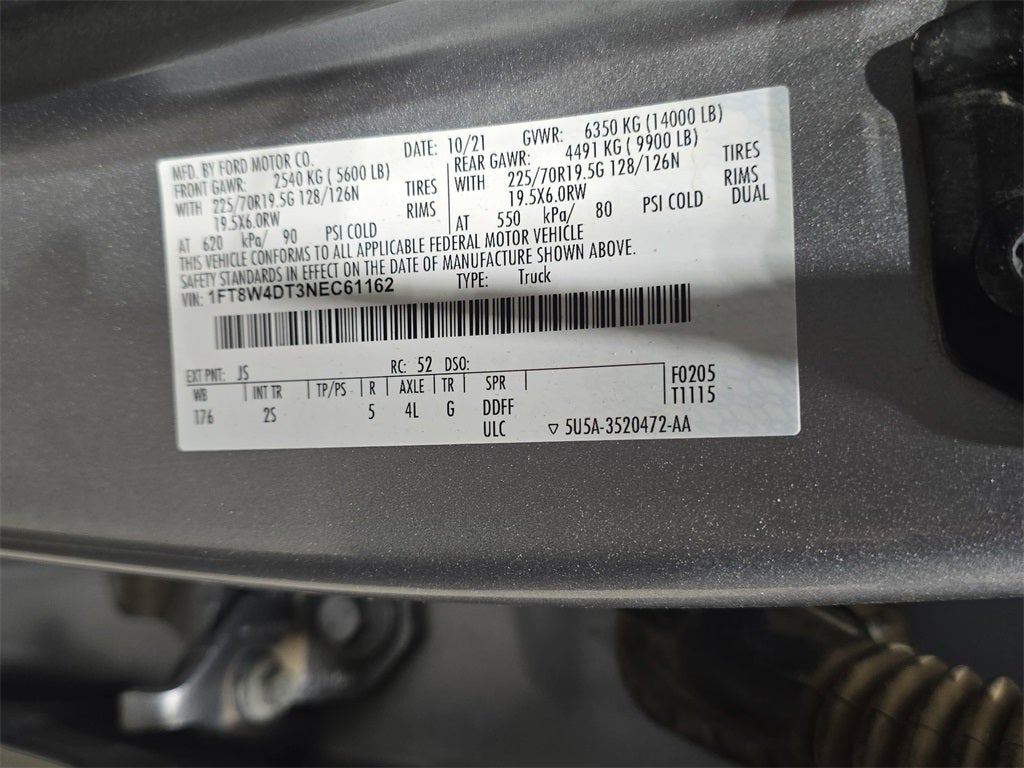 MFD. BY FORD MOTOR CO. DATE: 10/21 GVWR: 6350 KG (14000 LB)
FRONT GAWR: 2540 KG ( 5600 LB) REAR GAWR: 4491 KG ( 9900 LB)
WITH 225/70R19.5G 128/126N TIRES WITH 225/70R19.5G 128/126N TIRES
19.5X6.0RW RIMS 19.5X6.0RW RIMS
AT 620 kPa/ 90 PSI COLD AT 550 kPa/ 80 PSI COLD DUAL
THIS VEHICLE CONFORMS TO ALL APPLICABLE FEDERAL MOTOR VEHICLE
SAFETY STANDARDS IN EFFECT ON THE DATE OF MANUFACTURE SHOWN ABOVE.
VIN: 1FT8W4DT3NEC61162 TYPE: Truck
EXT PNT: JS RC: 52 DSO:
WB INT TR TP/PS R AXLE TR SPR F0205
176 2S 5 4L G DDFF T1115
ULC ▽ 5U5A-3520472-AA